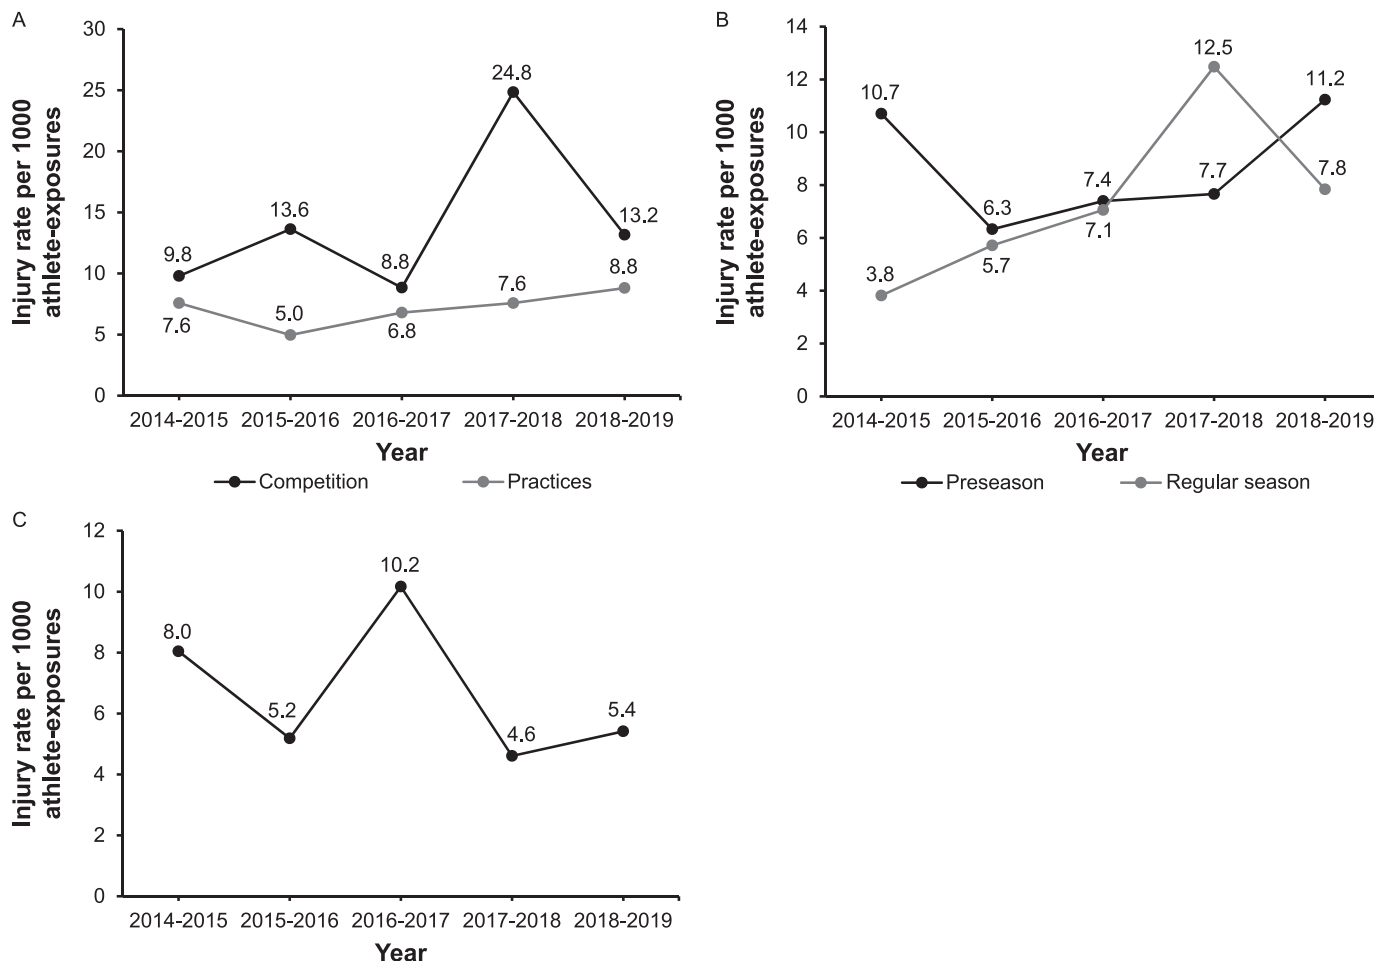 A
Injury rate per 1000
athlete-exposures
30
25
20
15
10
5
0
9.8
13.6
8.8
24.8
13.2
7.6
5.0
6.8
7.6
8.8
2014-2015 2015-2016 2016-2017 2017-2018 2018-2019
Year
Competition Practices
B
Injury rate per 1000
athlete-exposures
14
12
10
8
6
4
2
0
10.7
6.3
7.4
7.7
11.2
3.8
5.7
7.1
12.5
7.8
2014-2015 2015-2016 2016-2017 2017-2018 2018-2019
Year
Preseason Regular season
C
Injury rate per 1000
athlete-exposures
12
10
8
6
4
2
0
8.0
5.2
10.2
4.6
5.4
2014-2015 2015-2016 2016-2017 2017-2018 2018-2019
Year